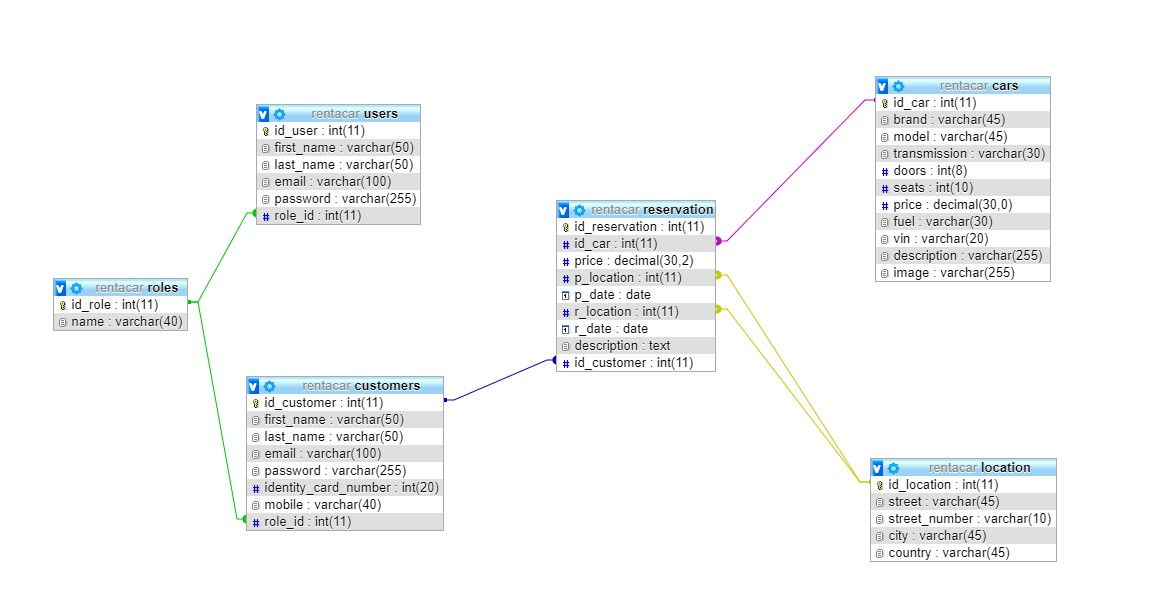 rentacar users
id_user : int(11)
first_name : varchar(50)
last_name : varchar(50)
email : varchar(100)
password : varchar(255)
role_id : int(11)
rentacar roles
id_role : int(11)
name : varchar(40)
rentacar customers
id_customer : int(11)
first_name : varchar(50)
last_name : varchar(50)
email : varchar(100)
password : varchar(255)
identity_card_number : int(20)
mobile : varchar(40)
role_id : int(11)
rentacar reservation
id_reservation : int(11)
id_car : int(11)
price : decimal(30,2)
p_location : int(11)
p_date : date
r_location : int(11)
r_date : date
description : text
id_customer : int(11)
rentacar cars
id_car : int(11)
brand : varchar(45)
model : varchar(45)
transmission : varchar(30)
doors : int(8)
seats : int(10)
price : decimal(30,0)
fuel : varchar(30)
vin : varchar(20)
description : varchar(255)
image : varchar(255)
rentacar location
id_location : int(11)
street : varchar(45)
street_number : varchar(10)
city : varchar(45)
country : varchar(45)